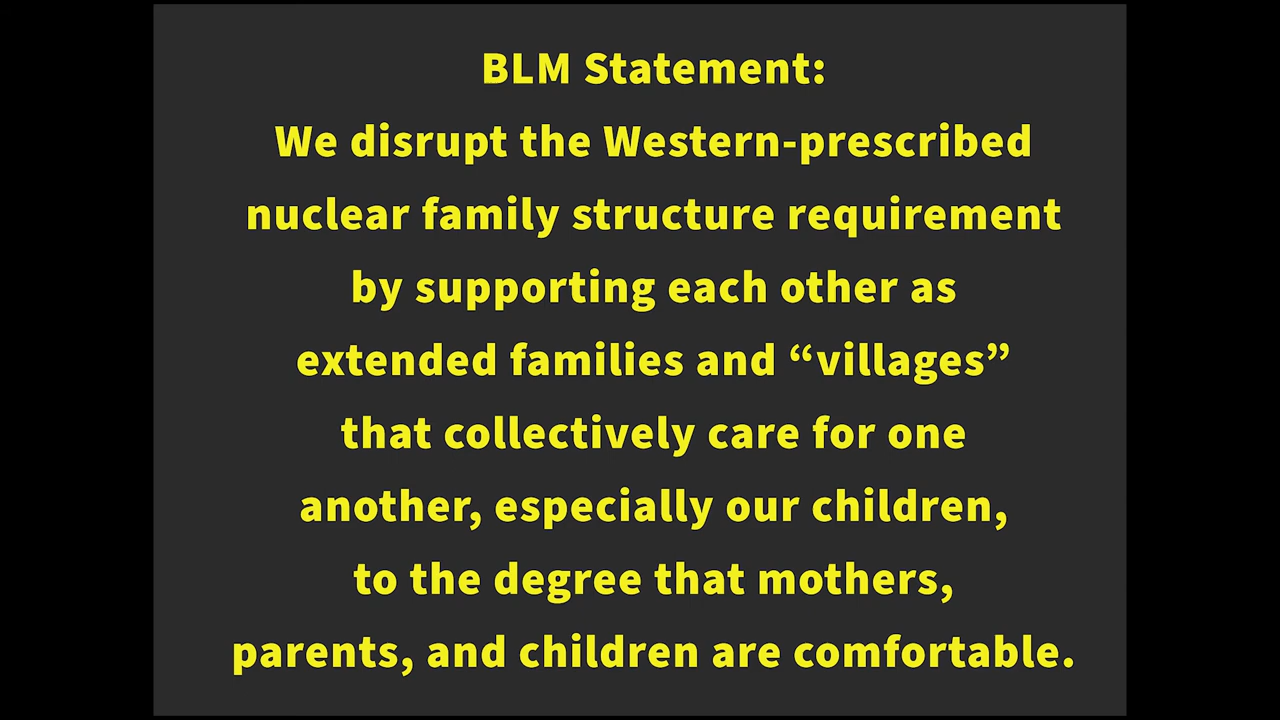 BLM Statement:
We disrupt the Western-prescribed
nuclear family structure requirement
by supporting each other as
extended families and “villages”
that collectively care for one
another, especially our children,
to the degree that mothers,
parents, and children are comfortable.